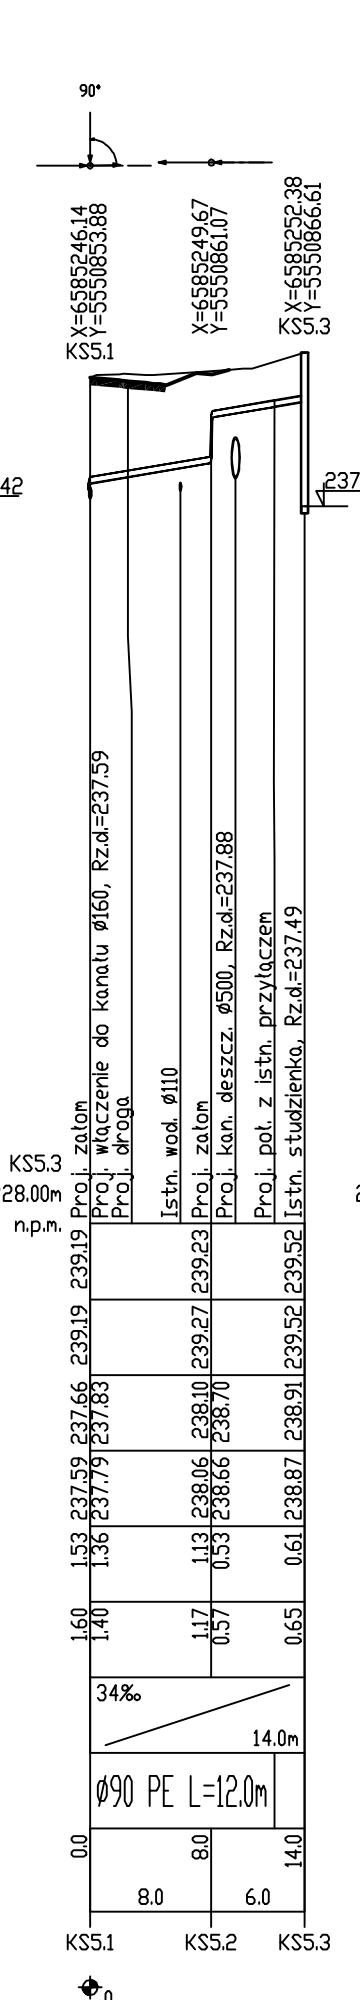 90°
X=6585246.14
Y=5550853.88
KS5.1
X=6585249.67
Y=5550861.07
X=6585252.38
Y=5550866.61
KS5.3
42
237
Proj. załom
Proj. włączenie do kanału ø160, Rz.d.=237.59
Proj. droga
Istn. wod. ø110
Proj. załom
Proj. kan. deszcz. ø500, Rz.d.=237.88
Proj. poł. z istn. przyłączem
Istn. studzienka, Rz.d.=237.49
KS5.3
228.00m
n.p.m.
239.19 239.23 239.52
239.19 239.27 239.52
237.66 237.83 238.10 238.70 238.91
237.59 237.79 238.06 238.66 238.87
1.53 1.36 1.13 0.53 0.61
1.60 1.40 1.17 0.57 0.65
34‰
14.0m
Ø90 PE L=12.0m
0.0 8.0 14.0
8.0 6.0
KS5.1 KS5.2 KS5.3
0